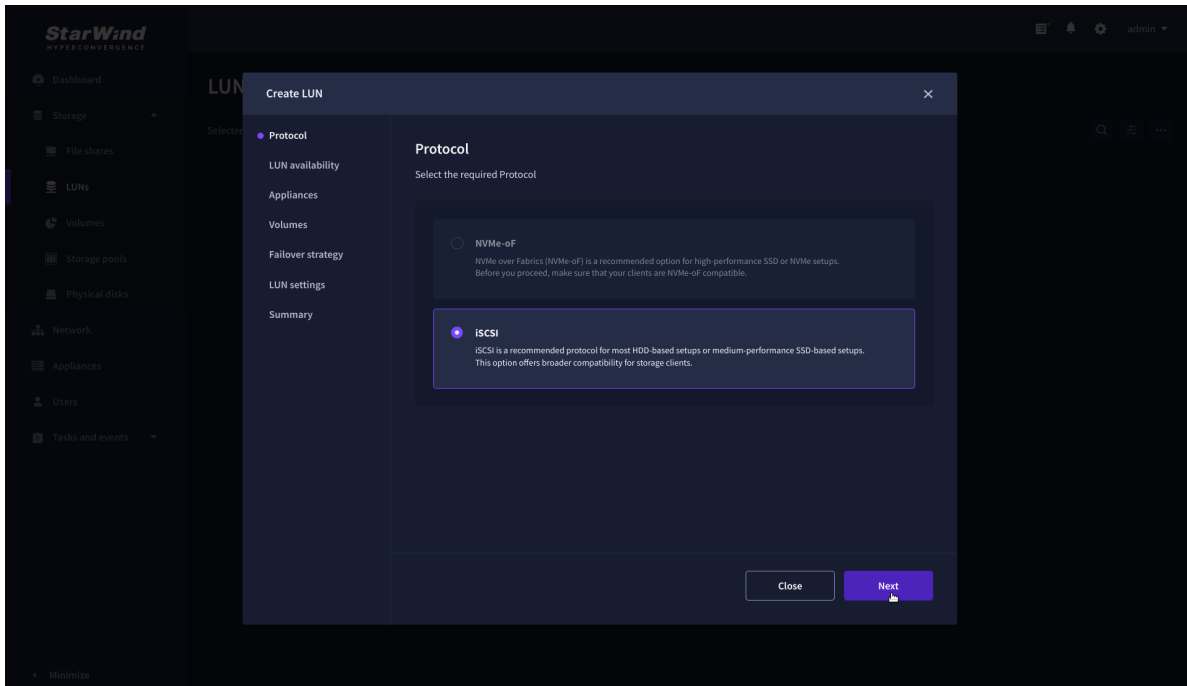 StarWind
HYPERCONVERGENCE
admin
Dashboard
Storage
File shares
LUNs
Volumes
Storage pools
Physical disks
Network
Appliances
Users
Tasks and events
Minimize
LUN
Selected
Create LUN
Protocol
LUN availability
Appliances
Volumes
Failover strategy
LUN settings
Summary
Protocol
Select the required Protocol
NVMe-oF
NVMe over Fabrics (NVMe-oF) is a recommended option for high-performance SSD or NVMe setups.
Before you proceed, make sure that your clients are NVMe-oF compatible.
iSCSI
iSCSI is a recommended protocol for most HDD-based setups or medium-performance SSD-based setups.
This option offers broader compatibility for storage clients.
Close
Next